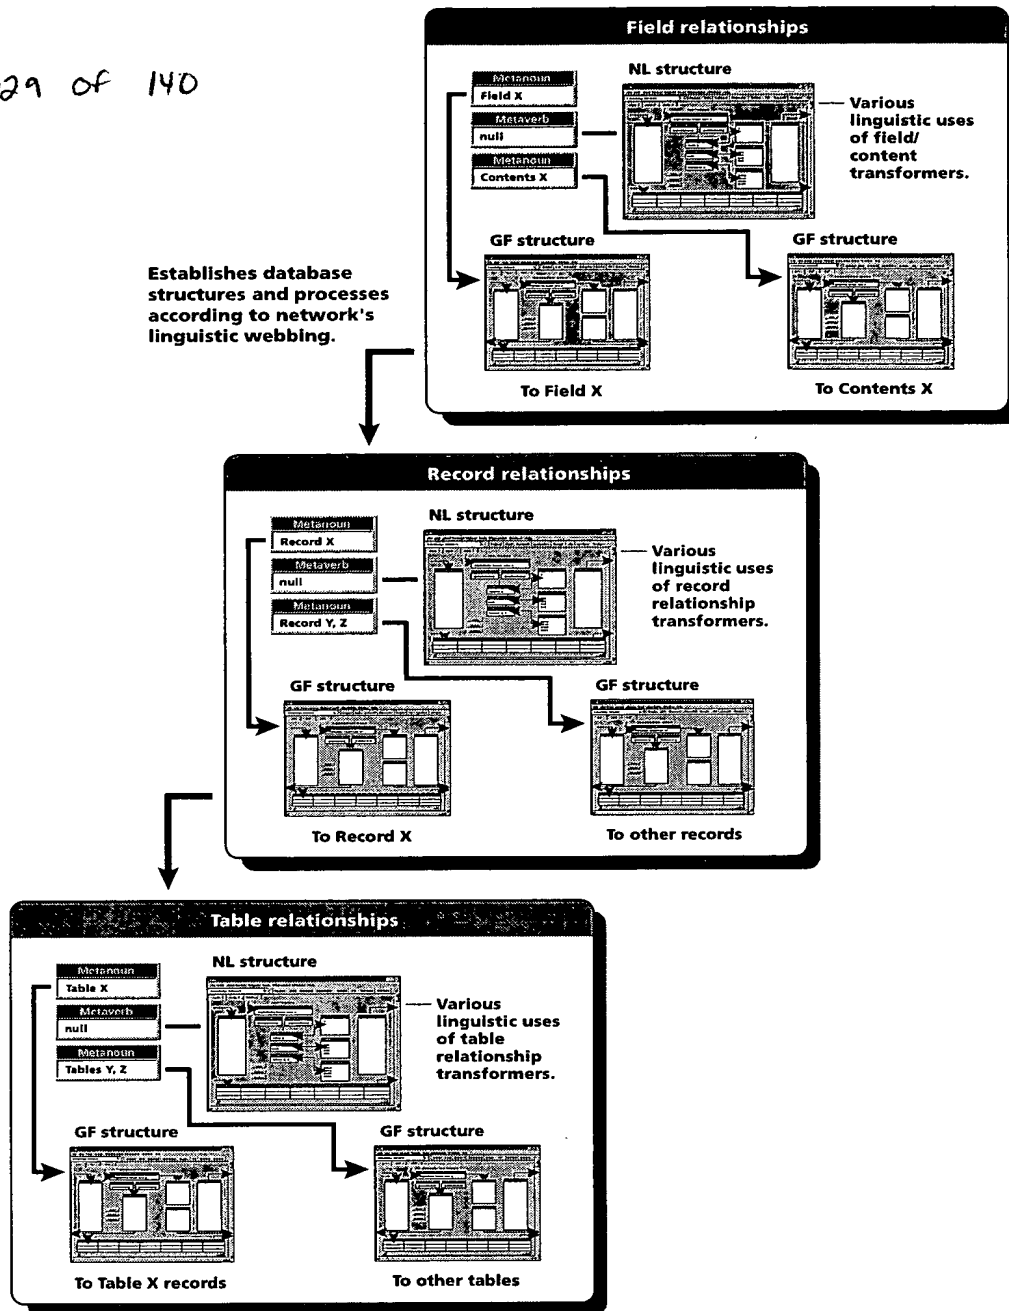 29 of 140
Field relationships
Metanoun
Field X
Metaverb
null
Metanoun
Contents X
NL structure
Various
linguistic uses
of field/
content
transformers.
GF structure
To Field X
GF structure
To Contents X
Establishes database
structures and processes
according to network's
linguistic webbing.
Record relationships
Metanoun
Record X
Metaverb
null
Metanoun
Record Y, Z
NL structure
Various
linguistic uses
of record
relationship
transformers.
GF structure
To Record X
GF structure
To other records
Table relationships
Metanoun
Table X
Metaverb
null
Metanoun
Tables Y, Z
NL structure
Various
linguistic uses
of table
relationship
transformers.
GF structure
To Table X records
GF structure
To other tables